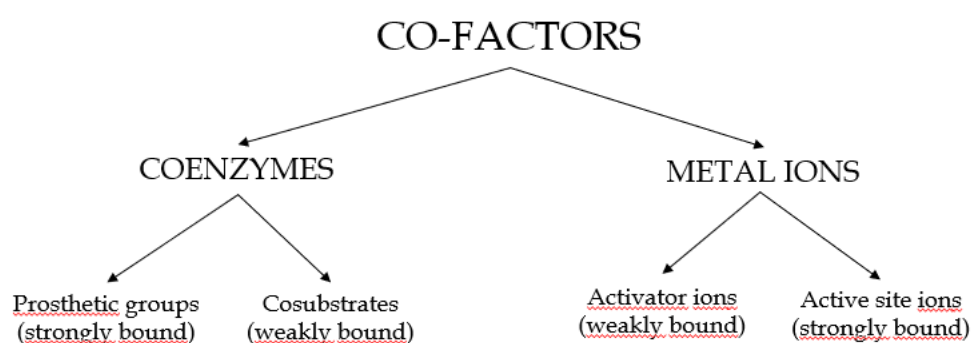 CO-FACTORS
COENZYMES
METAL IONS
Prosthetic groups
(strongly bound)
Cosubstrates
(weakly bound)
Activator ions
(weakly bound)
Active site ions
(strongly bound)